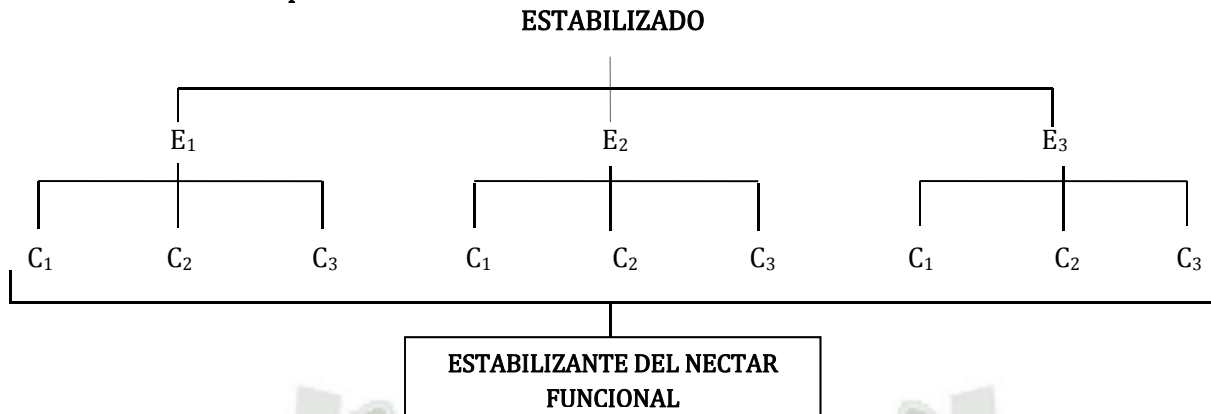 ESTABILIZADO
E₁ E₂ E₃
C₁ C₂ C₃ C₁ C₂ C₃ C₁ C₂ C₃
ESTABILIZANTE DEL NECTAR
FUNCIONAL